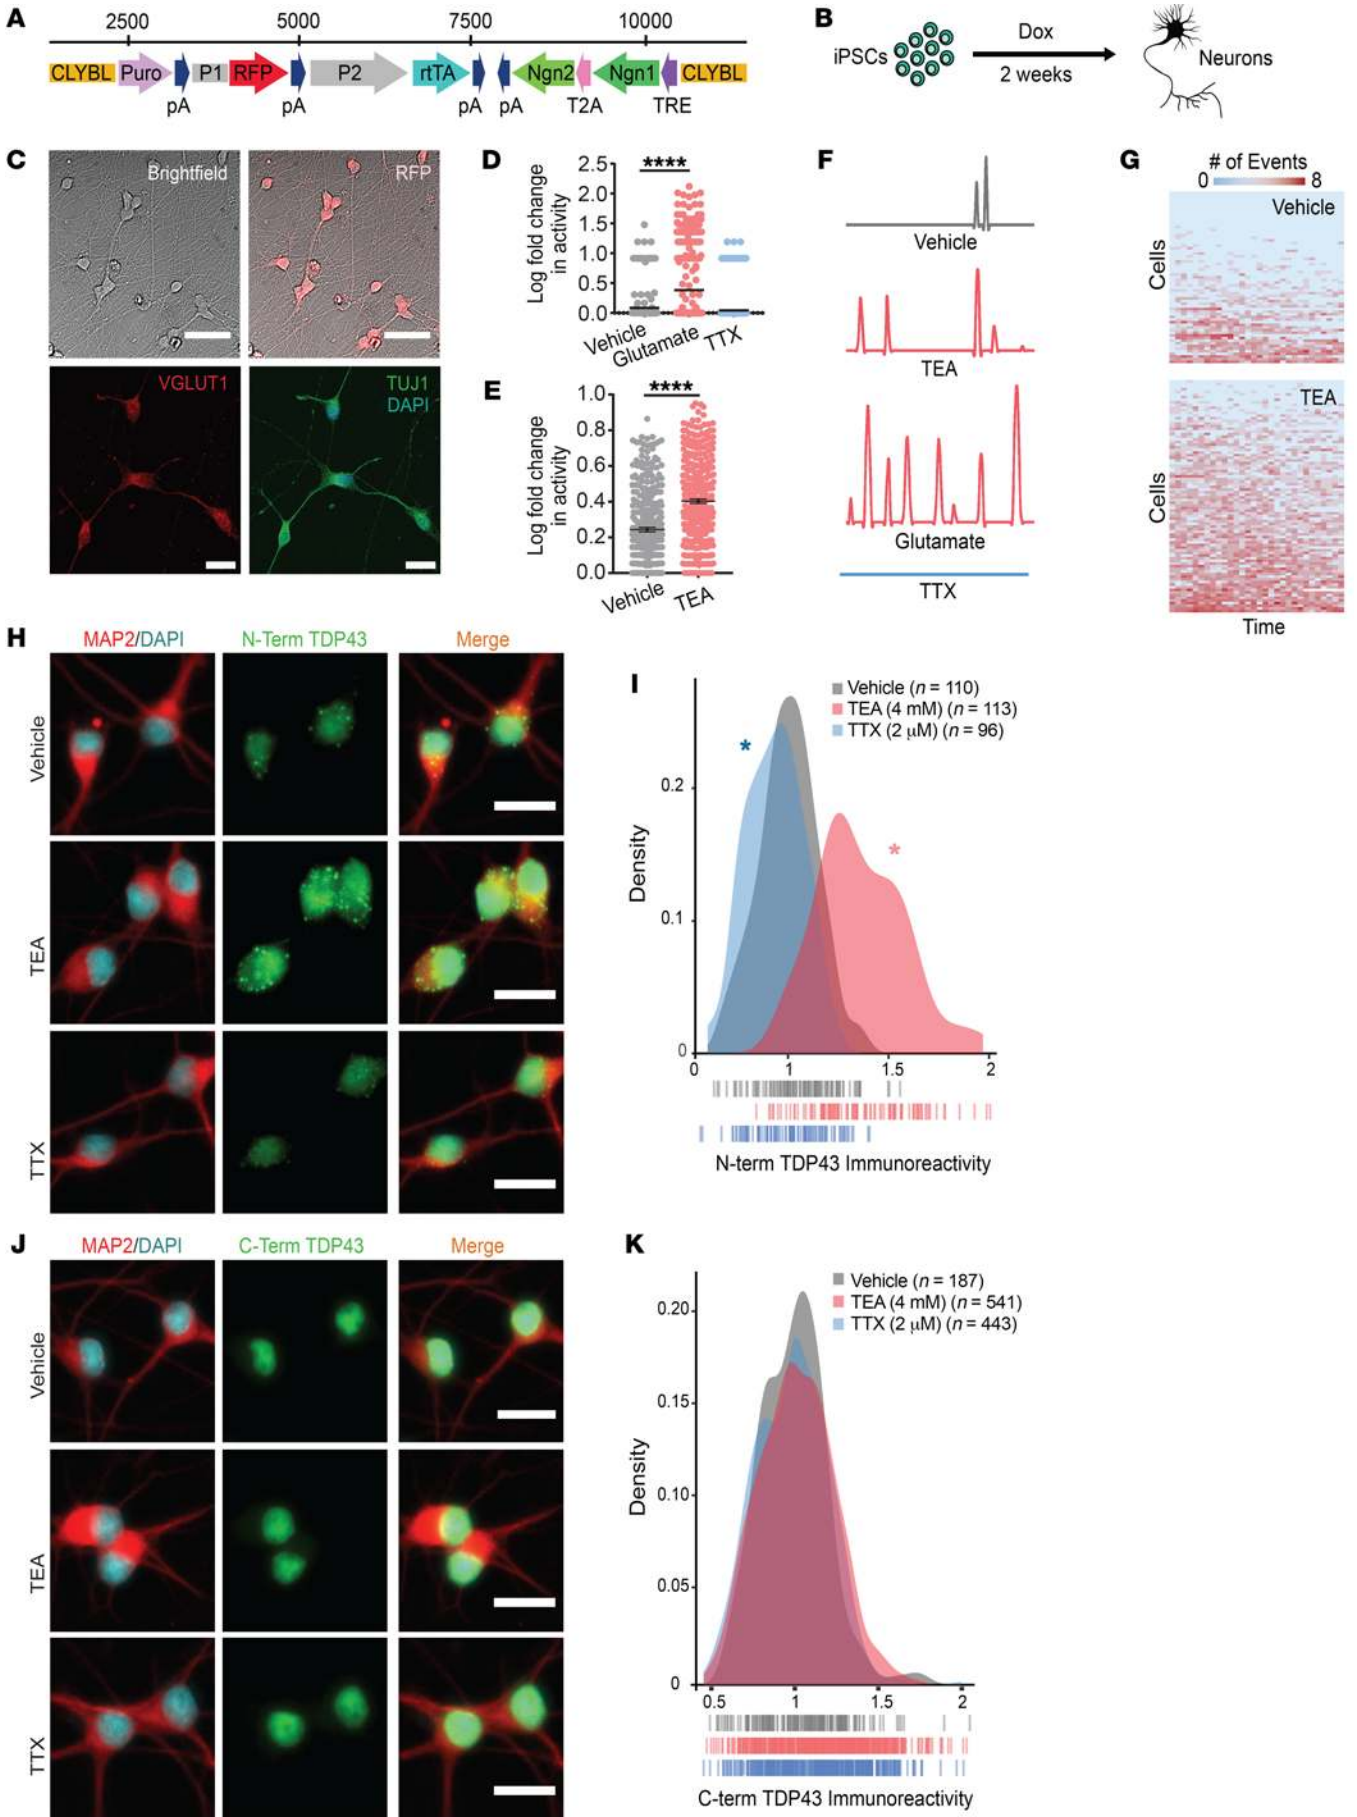 A
2500 5000 7500 10000
CLYBL Puro P1 RFP P2 rtTA Ngn2 Ngn1 CLYBL
pA pA pA pA T2A TRE
B
iPSCs
Dox
2 weeks
Neurons
C
Brightfield
RFP
VGLUT1
TUJ1
DAPI
D
Log fold change
in activity
2.5
2.0
1.5
1.0
0.5
0.0
****
Vehicle
Glutamate
TTX
E
Log fold change
in activity
1.0
0.8
0.6
0.4
0.2
0.0
****
Vehicle
TEA
F
Vehicle
TEA
Glutamate
TTX
G
# of Events
0 8
Vehicle
Cells
TEA
Cells
Time
H
MAP2/DAPI N-Term TDP43 Merge
Vehicle
TEA
TTX
I
Vehicle (n = 110)
TEA (4 mM) (n = 113)
TTX (2 μM) (n = 96)
*
*
Density
0.2
0.1
0
0 1 1.5 2
N-term TDP43 Immunoreactivity
J
MAP2/DAPI C-Term TDP43 Merge
Vehicle
TEA
TTX
K
Vehicle (n = 187)
TEA (4 mM) (n = 541)
TTX (2 μM) (n = 443)
Density
0.20
0.15
0.10
0.05
0
0.5 1 1.5 2
C-term TDP43 Immunoreactivity